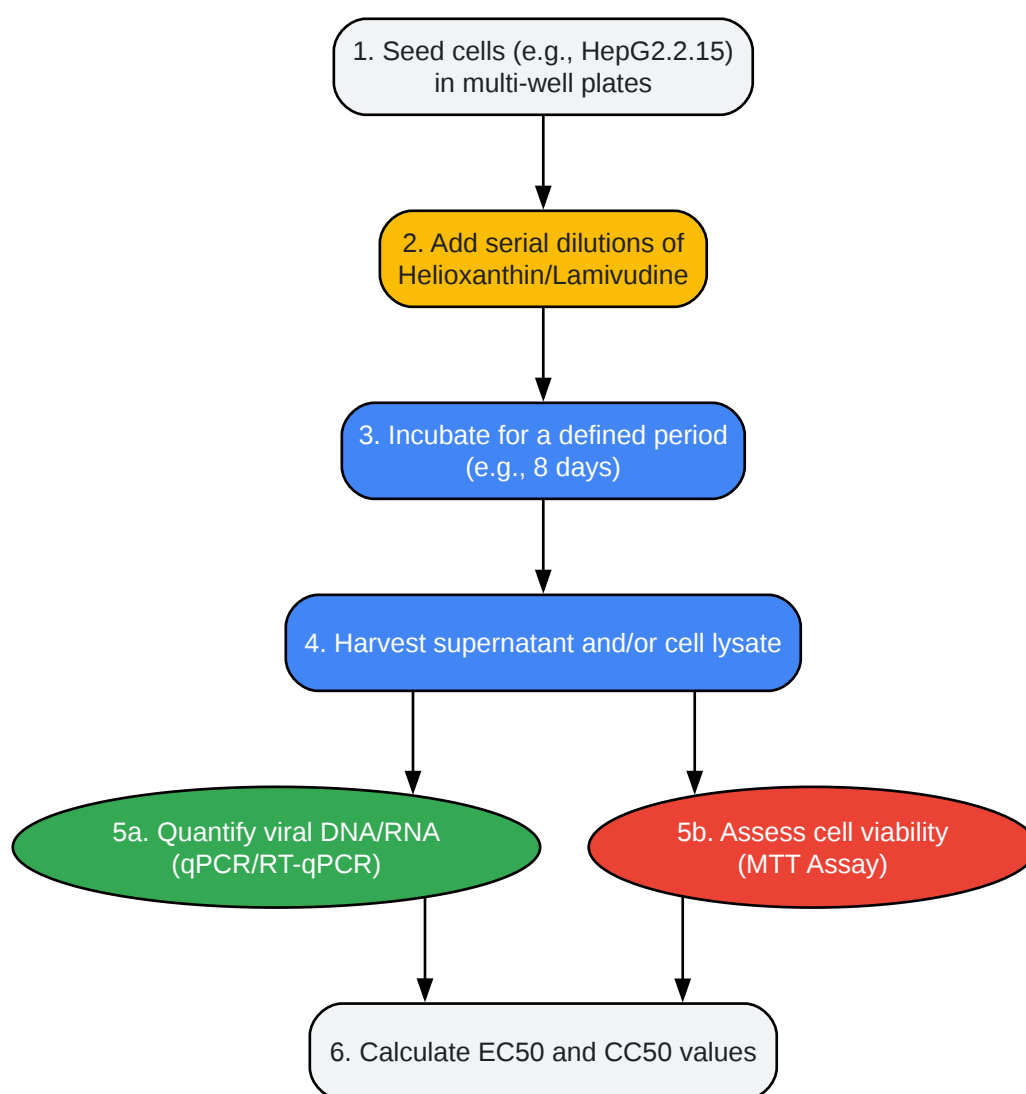 1. Seed cells (e.g., HepG2.2.15)
in multi-well plates
2. Add serial dilutions of
Helioxanthin/Lamivudine
3. Incubate for a defined period
(e.g., 8 days)
4. Harvest supernatant and/or cell lysate
5a. Quantify viral DNA/RNA
(qPCR/RT-qPCR)
5b. Assess cell viability
(MTT Assay)
6. Calculate EC50 and CC50 values